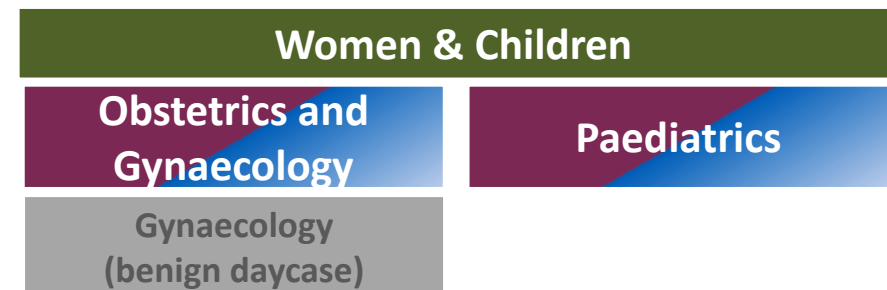 Women & Children
Obstetrics and
Gynaecology
Paediatrics
Gynaecology
(benign daycase)